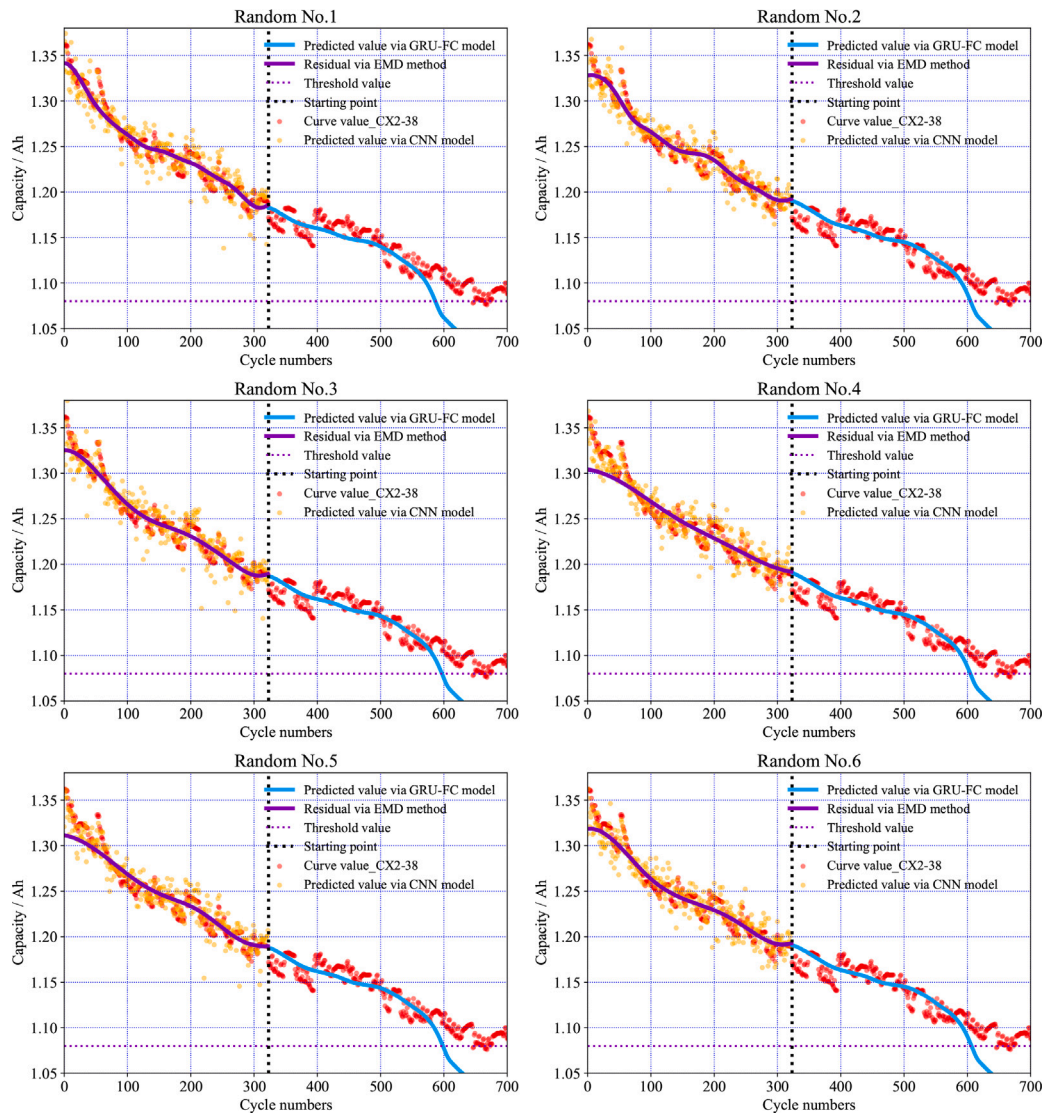 Random No.1
1.35
1.30
1.25
1.20
1.15
1.10
1.05
Capacity / Ah
Predicted value via GRU-FC model
Residual via EMD method
Threshold value
Starting point
Curve value_CX2-38
Predicted value via CNN model
0 100 200 300 400 500 600 700
Cycle numbers
Random No.2
1.35
1.30
1.25
1.20
1.15
1.10
1.05
Capacity / Ah
Predicted value via GRU-FC model
Residual via EMD method
Threshold value
Starting point
Curve value_CX2-38
Predicted value via CNN model
0 100 200 300 400 500 600 700
Cycle numbers
Random No.3
1.35
1.30
1.25
1.20
1.15
1.10
1.05
Capacity / Ah
Predicted value via GRU-FC model
Residual via EMD method
Threshold value
Starting point
Curve value_CX2-38
Predicted value via CNN model
0 100 200 300 400 500 600 700
Cycle numbers
Random No.4
1.35
1.30
1.25
1.20
1.15
1.10
1.05
Capacity / Ah
Predicted value via GRU-FC model
Residual via EMD method
Threshold value
Starting point
Curve value_CX2-38
Predicted value via CNN model
0 100 200 300 400 500 600 700
Cycle numbers
Random No.5
1.35
1.30
1.25
1.20
1.15
1.10
1.05
Capacity / Ah
Predicted value via GRU-FC model
Residual via EMD method
Threshold value
Starting point
Curve value_CX2-38
Predicted value via CNN model
0 100 200 300 400 500 600 700
Cycle numbers
Random No.6
1.35
1.30
1.25
1.20
1.15
1.10
1.05
Capacity / Ah
Predicted value via GRU-FC model
Residual via EMD method
Threshold value
Starting point
Curve value_CX2-38
Predicted value via CNN model
0 100 200 300 400 500 600 700
Cycle numbers